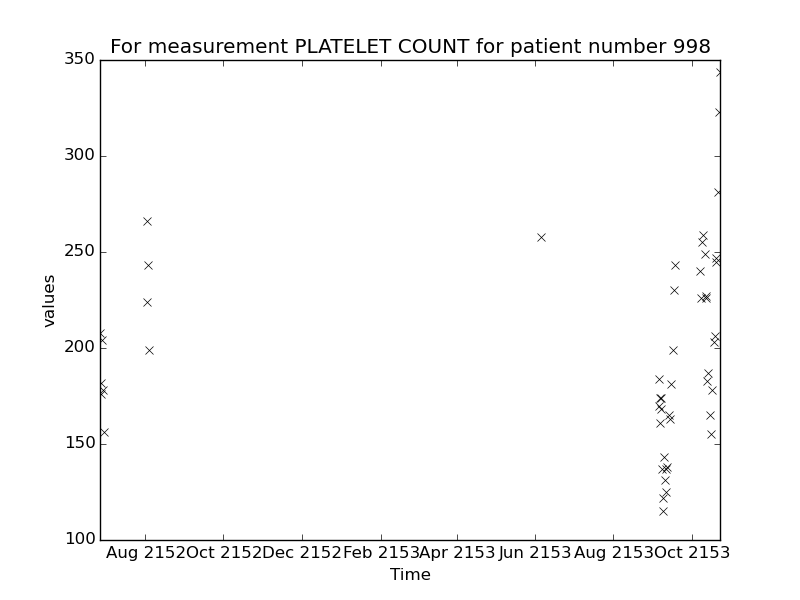 For measurement PLATELET COUNT for patient number 998
350
300
250
200
150
100
values
Aug 2152 Oct 2152 Dec 2152 Feb 2153 Apr 2153 Jun 2153 Aug 2153 Oct 2153
Time